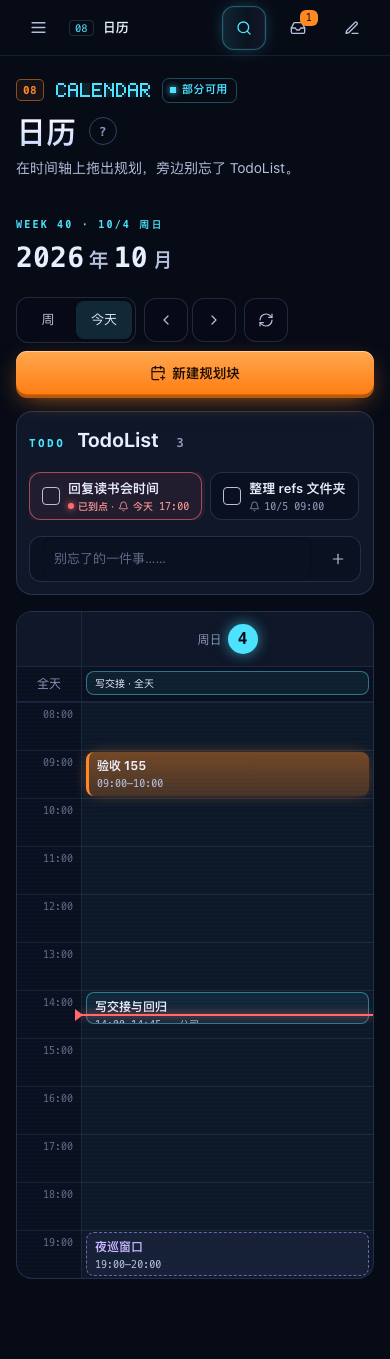 08 日历
1
08 CALENDAR 部分可用
日历 ?
在时间轴上拖出规划，旁边别忘了 TodoList。
WEEK 40 · 10/4 周日
2026 年 10 月
周 今天
新建规划块
TODO TodoList 3
回复读书会时间
已到点 · 今天 17:00
整理 refs 文件夹
10/5 09:00
别忘了的一件事……
周日 4
全天 写交接 · 全天
08:00
09:00
验收 155
09:00—10:00
10:00
11:00
12:00
13:00
14:00
写交接与回归
15:00
16:00
17:00
18:00
19:00
夜巡窗口
19:00—20:00